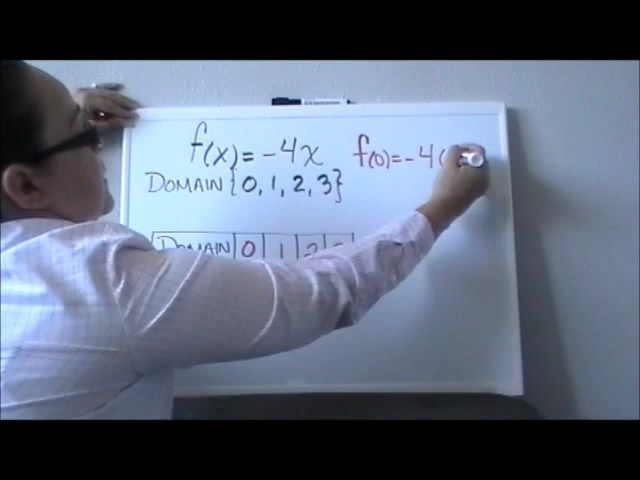 f(x) = -4x f(0) = -4(
DOMAIN {0, 1, 2, 3}
DOMAIN 0 1 2